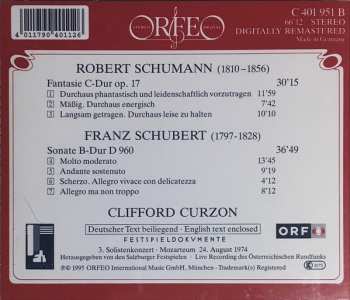 ORFEO
C 401 951 B
66'12 STEREO
DIGITALLY REMASTERED
Made in Germany
4 011790 401126
ROBERT SCHUMANN (1810–1856)
Fantasie C-Dur op. 17 30'15
1 Durchaus phantastisch und leidenschaftlich vorzutragen 11'59
2 Mäßig. Durchaus energisch 7'42
3 Langsam getragen. Durchaus leise zu halten 10'10
FRANZ SCHUBERT (1797-1828)
Sonate B-Dur D 960 36'49
4 Molto moderato 13'45
5 Andante sostenuto 9'19
6 Scherzo. Allegro vivace con delicatezza 4'12
7 Allegro ma non troppo 8'12
CLIFFORD CURZON
Deutscher Text beiliegend · English text enclosed
FESTSPIELDOKUMENTE
3. Solistenkonzert · Mozarteum · 24. August 1974
Herausgegeben von den Salzburger Festspielen · Live Recording des Österreichischen Rundfunks
℗ © 1995 ORFEO International Music GmbH, München · Trademark(s) Registered
ORF